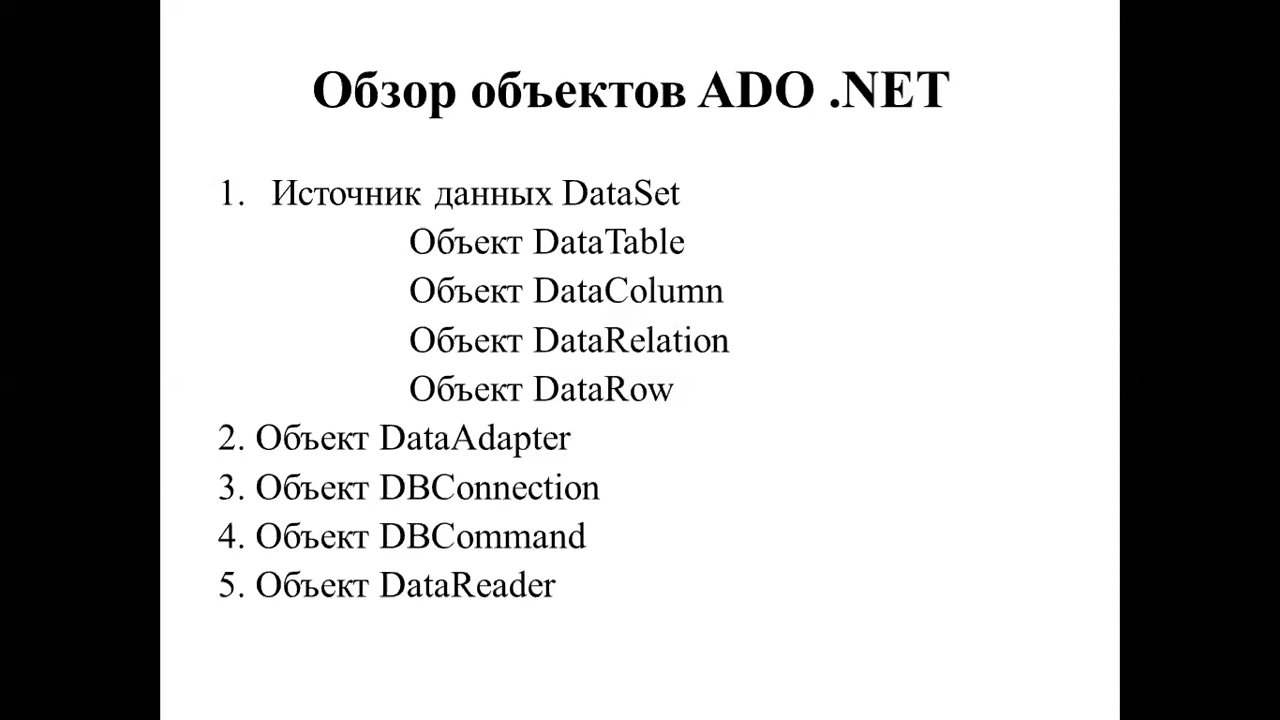 Обзор объектов ADO .NET
1. Источник данных DataSet
Объект DataTable
Объект DataColumn
Объект DataRelation
Объект DataRow
2. Объект DataAdapter
3. Объект DBConnection
4. Объект DBCommand
5. Объект DataReader